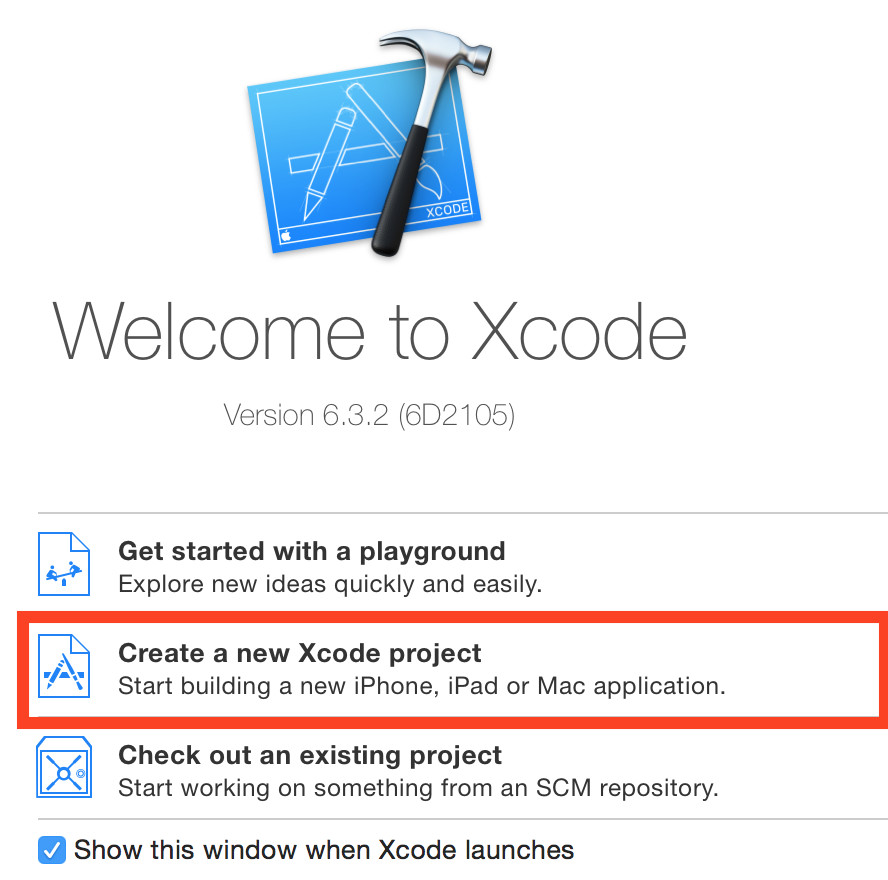 XCODE
Welcome to Xcode
Version 6.3.2 (6D2105)
Get started with a playground
Explore new ideas quickly and easily.
Create a new Xcode project
Start building a new iPhone, iPad or Mac application.
Check out an existing project
Start working on something from an SCM repository.
Show this window when Xcode launches